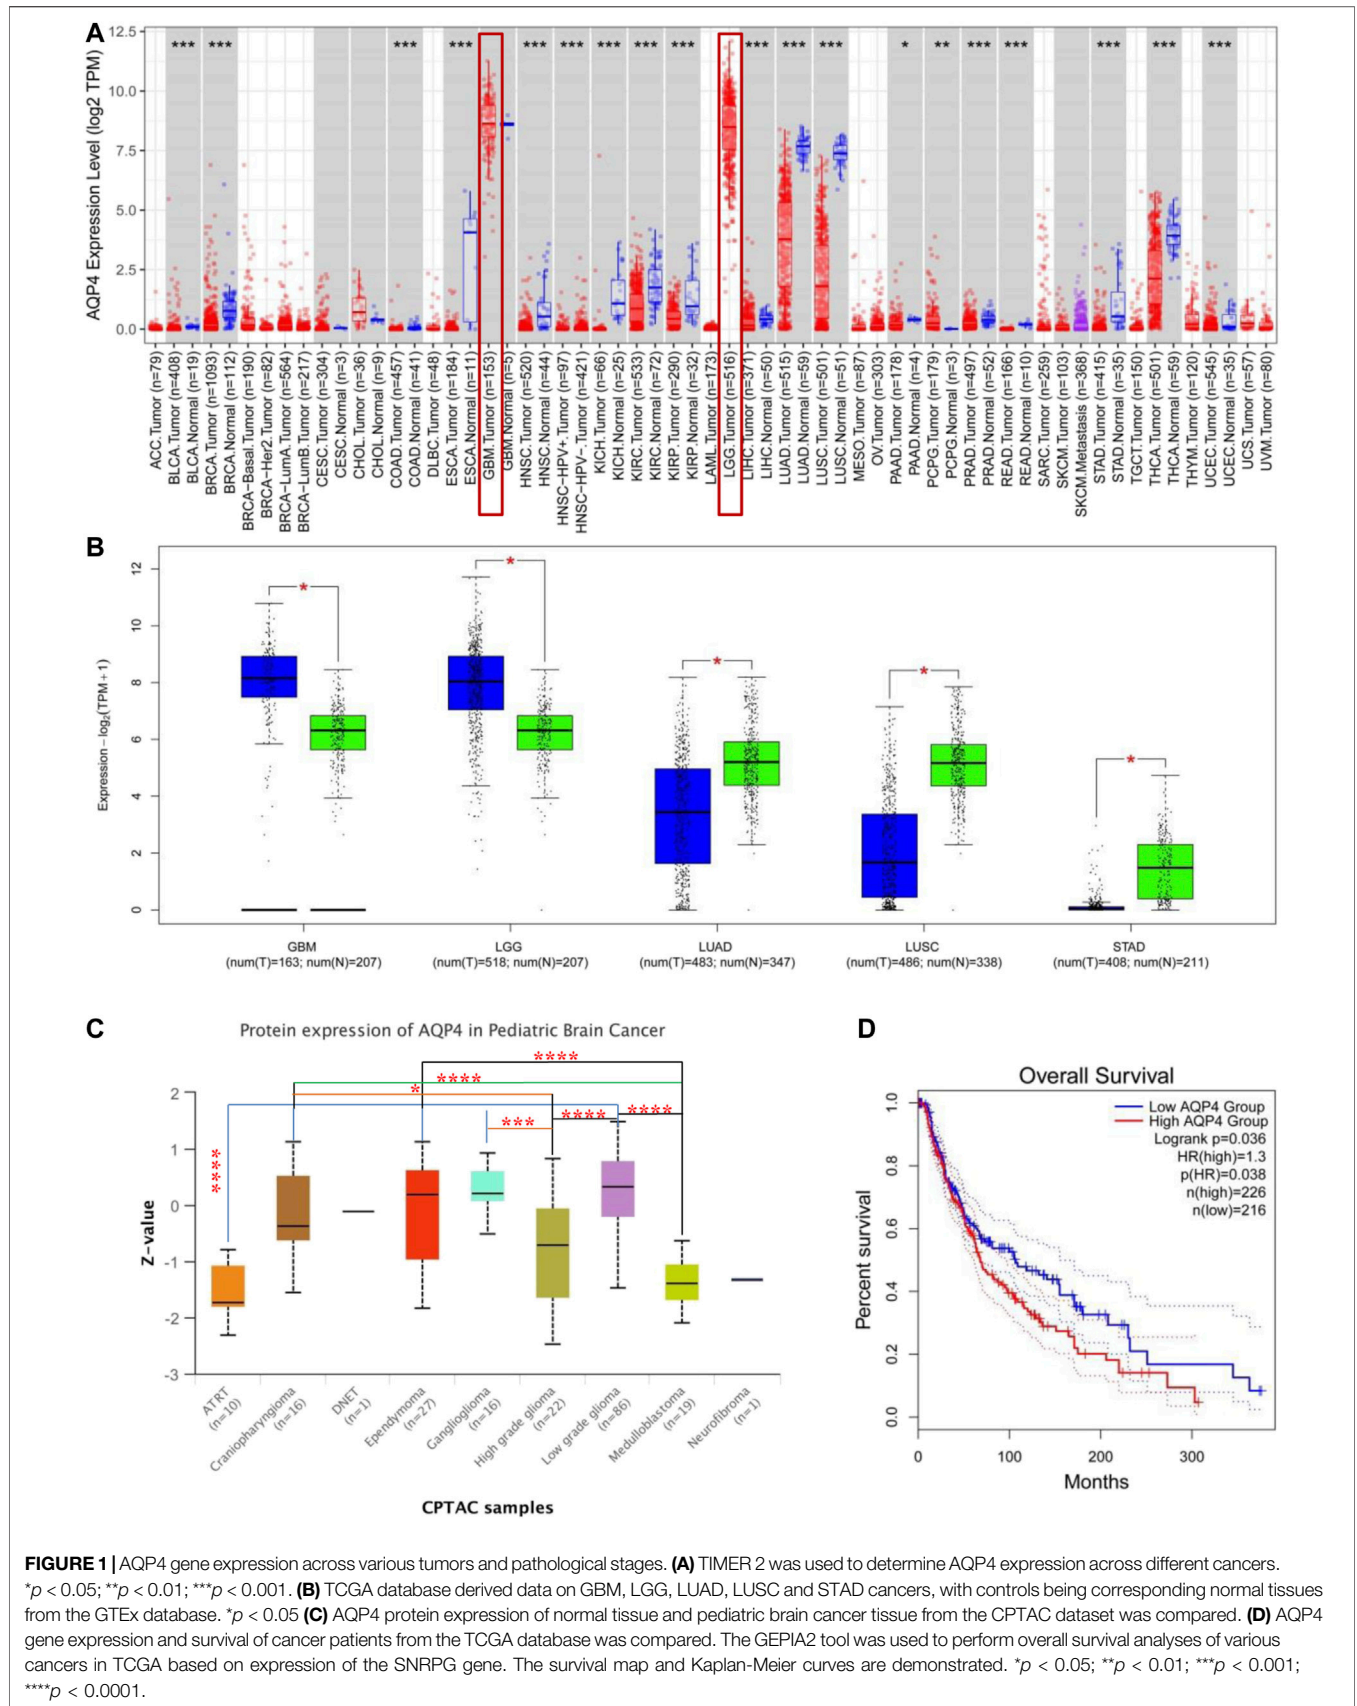 A
12.5
10.0
7.5
5.0
2.5
0.0
AQP4 Expression Level (log2 TPM)
*** *** *** *** *** *** *** *** *** *** *** *** * ** *** *** *** *** ***
ACC.Tumor (n=79)
BLCA.Tumor (n=408)
BLCA.Normal (n=19)
BRCA.Tumor (n=1093)
BRCA.Normal (n=112)
BRCA−Basal.Tumor (n=190)
BRCA−Her2.Tumor (n=82)
BRCA−LumA.Tumor (n=564)
BRCA−LumB.Tumor (n=217)
CESC.Tumor (n=304)
CESC.Normal (n=3)
CHOL.Tumor (n=36)
CHOL.Normal (n=9)
COAD.Tumor (n=457)
COAD.Normal (n=41)
DLBC.Tumor (n=48)
ESCA.Tumor (n=184)
ESCA.Normal (n=11)
GBM.Tumor (n=153)
GBM.Normal (n=5)
HNSC.Tumor (n=520)
HNSC.Normal (n=44)
HNSC−HPV+.Tumor (n=97)
HNSC−HPV−.Tumor (n=421)
KICH.Tumor (n=66)
KICH.Normal (n=25)
KIRC.Tumor (n=533)
KIRC.Normal (n=72)
KIRP.Tumor (n=290)
KIRP.Normal (n=32)
LAML.Tumor (n=173)
LGG.Tumor (n=516)
LIHC.Tumor (n=371)
LIHC.Normal (n=50)
LUAD.Tumor (n=515)
LUAD.Normal (n=59)
LUSC.Tumor (n=501)
LUSC.Normal (n=51)
MESO.Tumor (n=87)
OV.Tumor (n=303)
PAAD.Tumor (n=178)
PAAD.Normal (n=4)
PCPG.Tumor (n=179)
PCPG.Normal (n=3)
PRAD.Tumor (n=497)
PRAD.Normal (n=52)
READ.Tumor (n=166)
READ.Normal (n=10)
SARC.Tumor (n=259)
SKCM.Tumor (n=103)
SKCM.Metastasis (n=368)
STAD.Tumor (n=415)
STAD.Normal (n=35)
TGCT.Tumor (n=150)
THCA.Tumor (n=501)
THCA.Normal (n=59)
THYM.Tumor (n=120)
UCEC.Tumor (n=545)
UCEC.Normal (n=35)
UCS.Tumor (n=57)
UVM.Tumor (n=80)
B
12
10
8
6
4
2
0
Expression − log2(TPM+1)
* * * * *
GBM
(num(T)=163; num(N)=207)
LGG
(num(T)=518; num(N)=207)
LUAD
(num(T)=483; num(N)=347)
LUSC
(num(T)=486; num(N)=338)
STAD
(num(T)=408; num(N)=211)
C
Protein expression of AQP4 in Pediatric Brain Cancer
****
****
*
*** **** ****
****
2
1
0
-1
-2
-3
Z-value
ATRT
(n=10)
Craniopharyngioma
(n=16)
DNET
(n=1)
Ependymoma
(n=27)
Ganglioglioma
(n=16)
High grade glioma
(n=22)
Low grade glioma
(n=86)
Medulloblastoma
(n=19)
Neurofibroma
(n=1)
CPTAC samples
D
Overall Survival
Low AQP4 Group
High AQP4 Group
Logrank p=0.036
HR(high)=1.3
p(HR)=0.038
n(high)=226
n(low)=216
1.0
0.8
0.6
0.4
0.2
0.0
Percent survival
0 100 200 300
Months
FIGURE 1 | AQP4 gene expression across various tumors and pathological stages. (A) TIMER 2 was used to determine AQP4 expression across different cancers.
*p < 0.05; **p < 0.01; ***p < 0.001. (B) TCGA database derived data on GBM, LGG, LUAD, LUSC and STAD cancers, with controls being corresponding normal tissues
from the GTEx database. *p < 0.05 (C) AQP4 protein expression of normal tissue and pediatric brain cancer tissue from the CPTAC dataset was compared. (D) AQP4
gene expression and survival of cancer patients from the TCGA database was compared. The GEPIA2 tool was used to perform overall survival analyses of various
cancers in TCGA based on expression of the SNRPG gene. The survival map and Kaplan-Meier curves are demonstrated. *p < 0.05; **p < 0.01; ***p < 0.001;
****p < 0.0001.